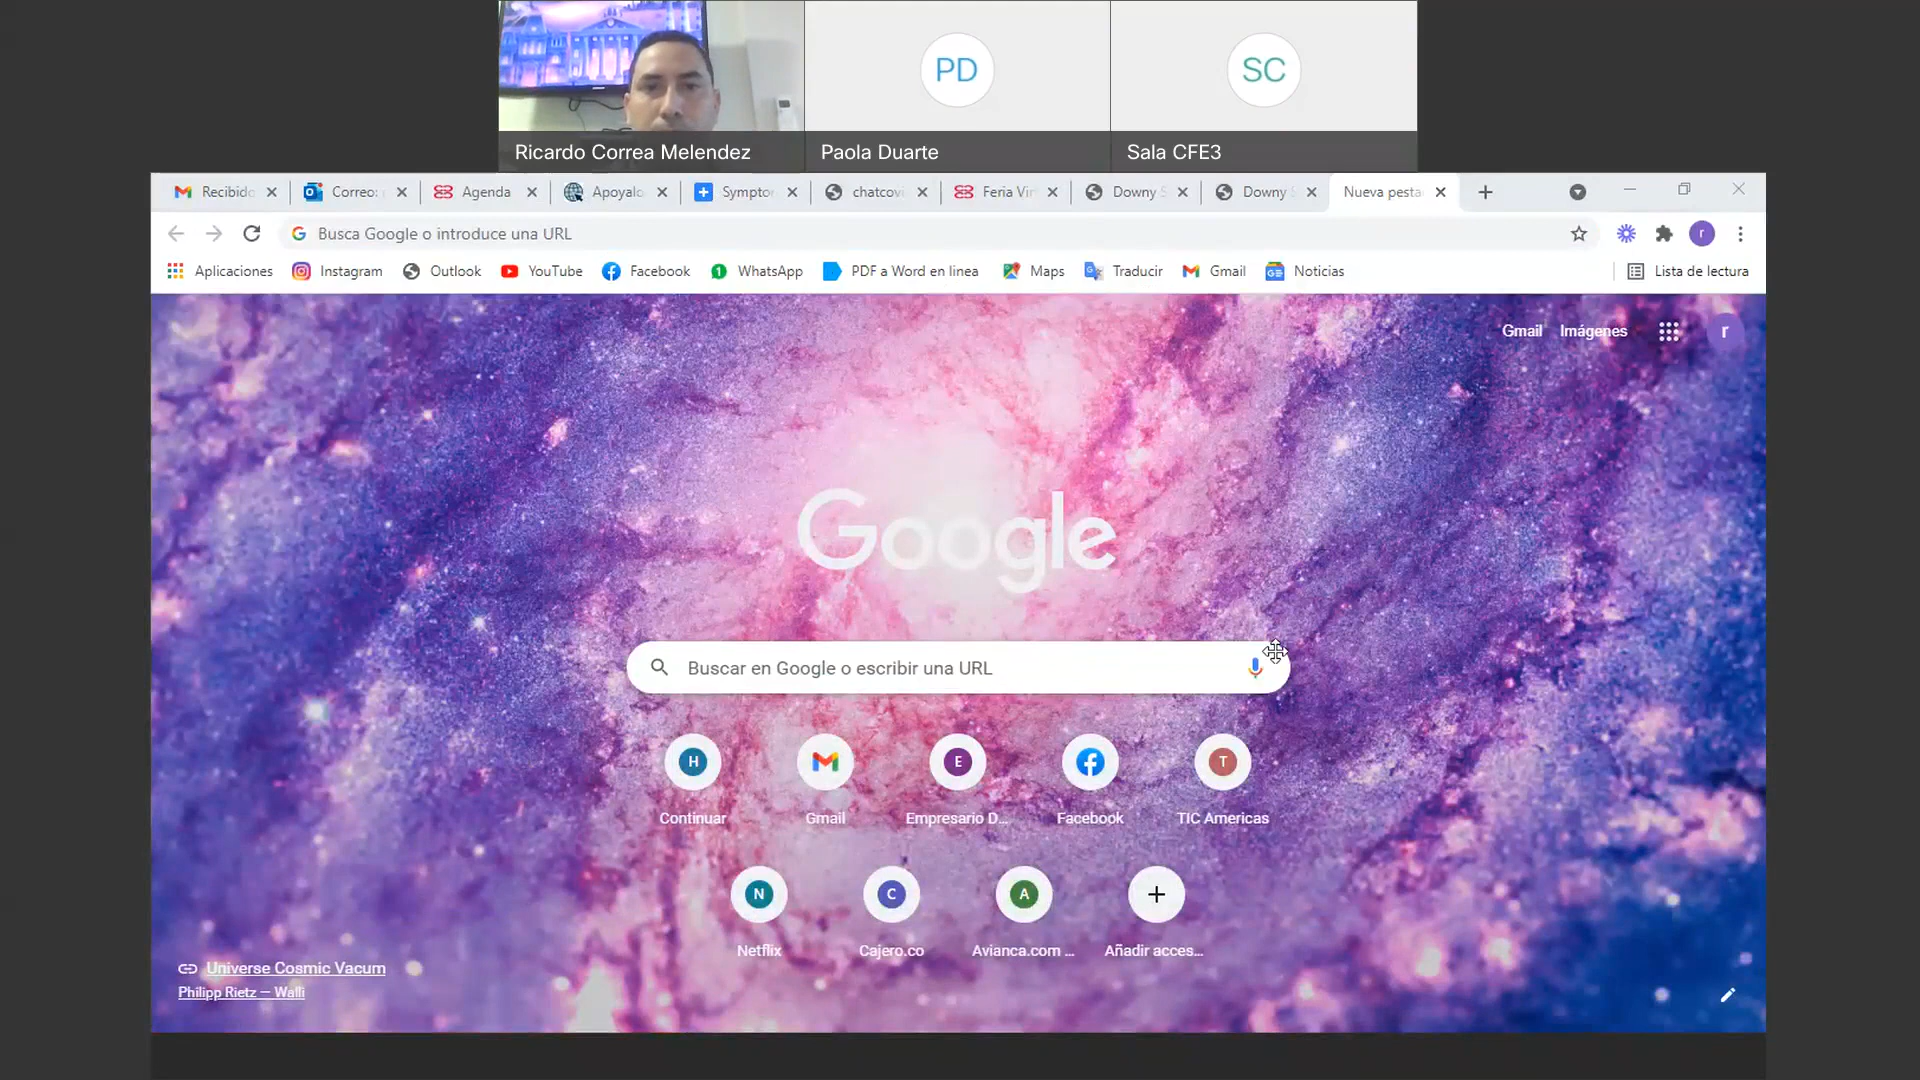 PD
SC
Ricardo Correa Melendez
Paola Duarte
Sala CFE3
Recibido
Correo:
Agenda
Apoyalo
Sympto
chatcovi
Feria Vir
Downy S
Downy S
Nueva pesta
Busca Google o introduce una URL
r
Aplicaciones
Instagram
Outlook
YouTube
Facebook
1
WhatsApp
PDF a Word en linea
Maps
Traducir
Gmail
Noticias
Lista de lectura
Gmail
Imágenes
r
Google
Buscar en Google o escribir una URL
H
E
T
Continuar
Gmail
Empresario D...
Facebook
TIC Americas
N
C
A
Netflix
Cajero.co
Avianca.com ...
Añadir acces...
Universe Cosmic Vacum
Philipp Rietz — Walli